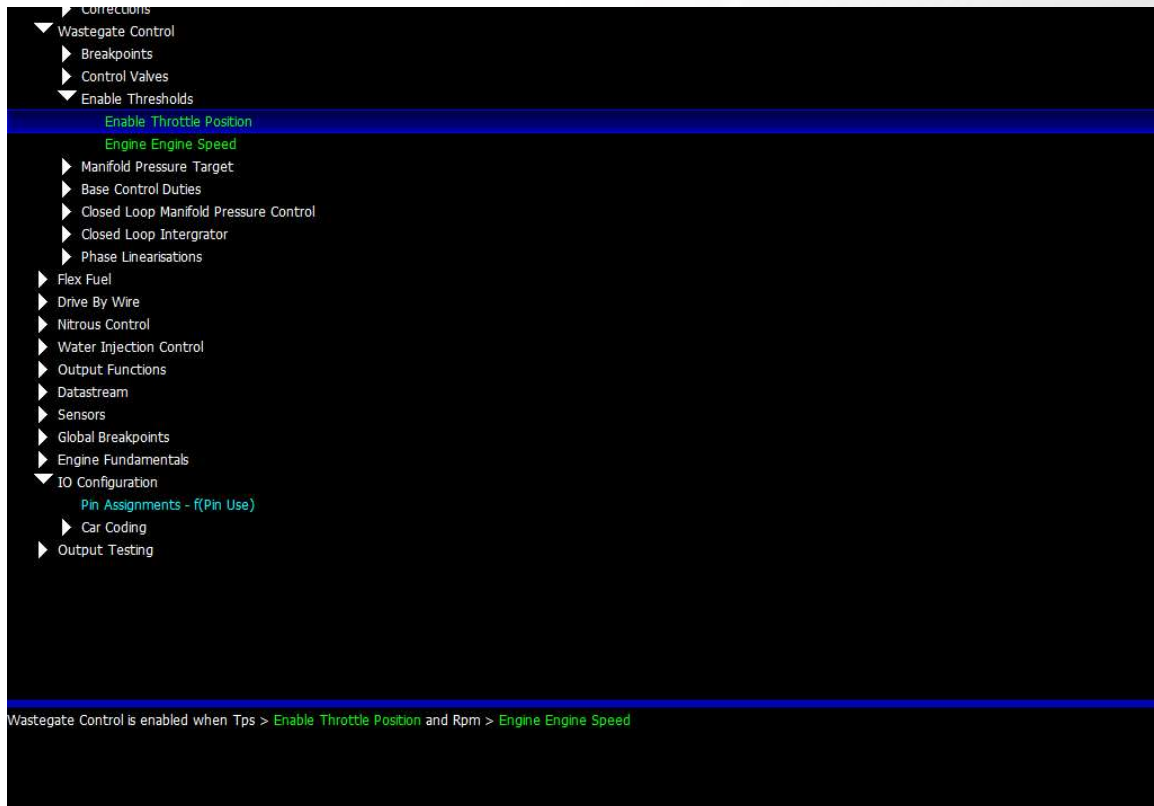 Corrections
Wastegate Control
Breakpoints
Control Valves
Enable Thresholds
Enable Throttle Position
Engine Engine Speed
Manifold Pressure Target
Base Control Duties
Closed Loop Manifold Pressure Control
Closed Loop Intergrator
Phase Linearisations
Flex Fuel
Drive By Wire
Nitrous Control
Water Injection Control
Output Functions
Datastream
Sensors
Global Breakpoints
Engine Fundamentals
IO Configuration
Pin Assignments - f(Pin Use)
Car Coding
Output Testing
Wastegate Control is enabled when Tps > Enable Throttle Position and Rpm > Engine Engine Speed